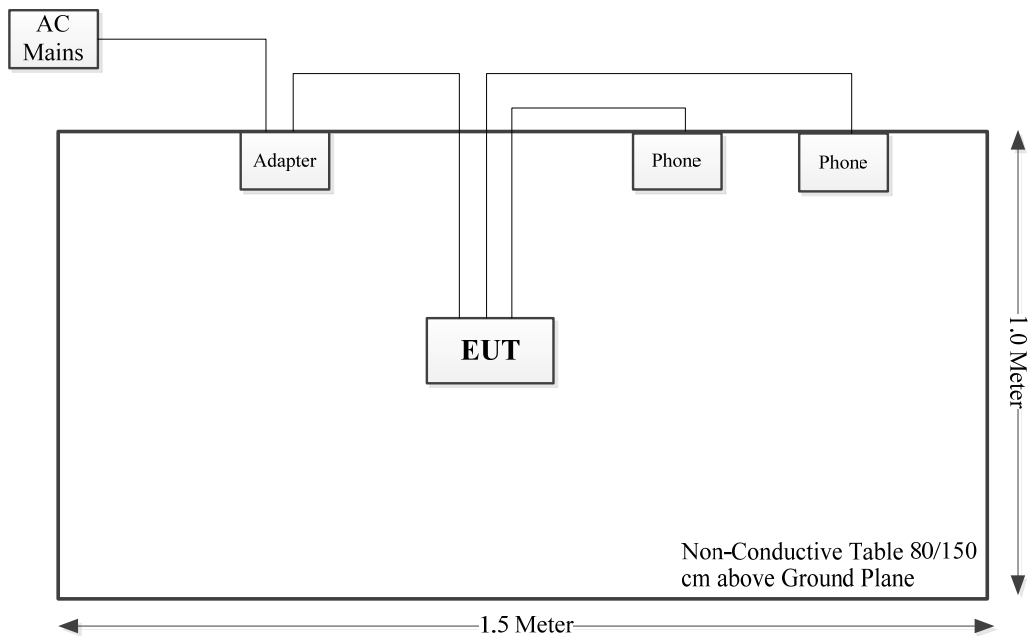 AC
Mains
Adapter
Phone
Phone
EUT
1.0 Meter
Non-Conductive Table 80/150
cm above Ground Plane
1.5 Meter